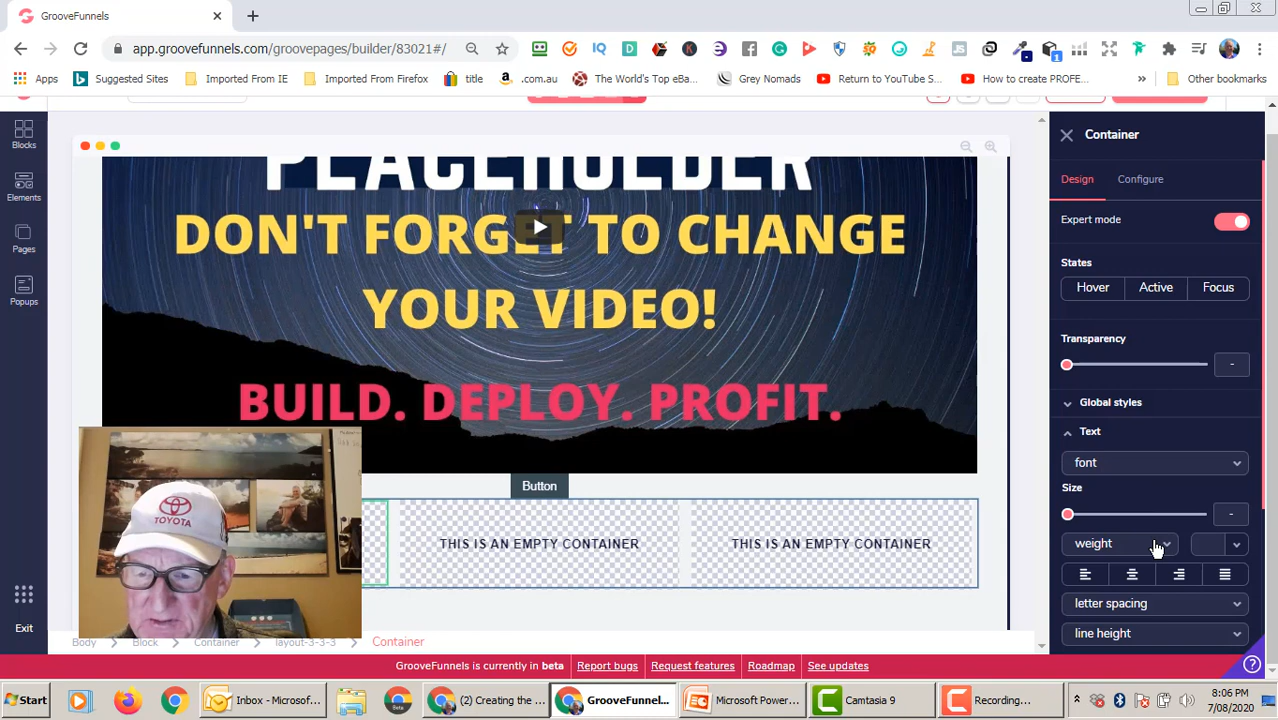 GrooveFunnels
app.groovefunnels.com/groovepages/builder/83021#/
Apps
Suggested Sites
Imported From IE
Imported From Firefox
title
.com.au
The World's Top eBa...
Grey Nomads
Return to YouTube S...
How to create PROFE...
»
Other bookmarks
Blocks
Elements
Pages
Popups
Exit
PLACEHOLDER
DON'T FORGET TO CHANGE
YOUR VIDEO!
BUILD. DEPLOY. PROFIT.
TOYOTA
Button
THIS IS AN EMPTY CONTAINER
THIS IS AN EMPTY CONTAINER
Body
Block
Container
layout-3-3-3
Container
Container
Design
Configure
Expert mode
States
Hover
Active
Focus
Transparency
-
Global styles
Text
font
Size
-
weight
letter spacing
line height
GrooveFunnels is currently in beta
Report bugs
Request features
Roadmap
See updates
Start
Inbox - Microsof...
(2) Creating the ...
GrooveFunnel...
Microsoft Power...
Camtasia 9
Recording...
8:06 PM
7/08/2020